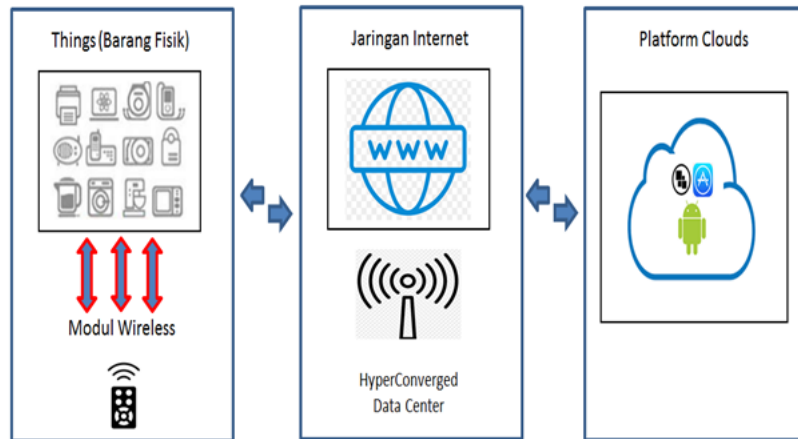 Things (Barang Fisik)
Modul Wireless
Jaringan Internet
WWW
HyperConverged
Data Center
Platform Clouds